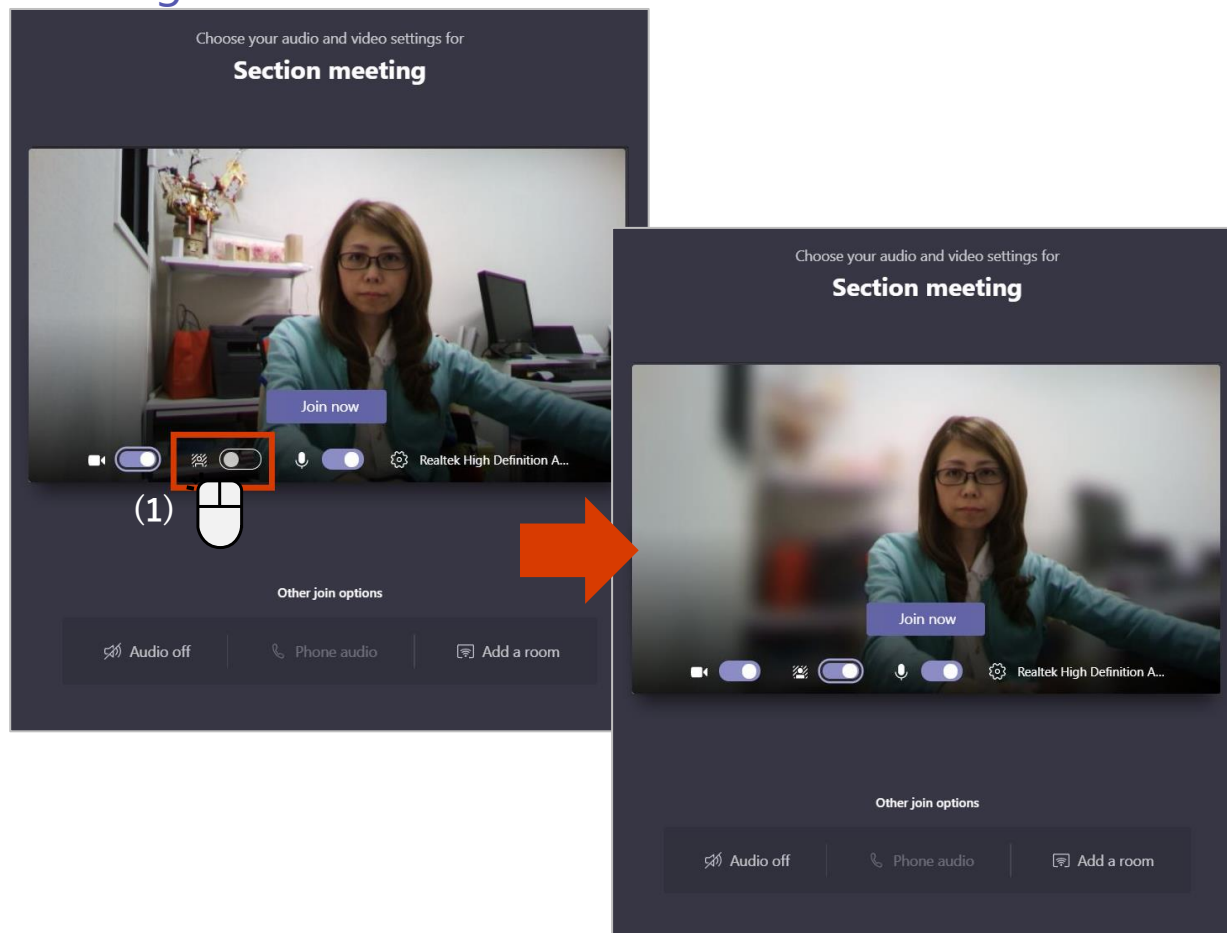 Choose your audio and video settings for
Section meeting
Join now
Realtek High Definition A...
(1)
Other join options
Audio off
Phone audio
Add a room
Choose your audio and video settings for
Section meeting
Join now
Realtek High Definition A...
Other join options
Audio off
Phone audio
Add a room